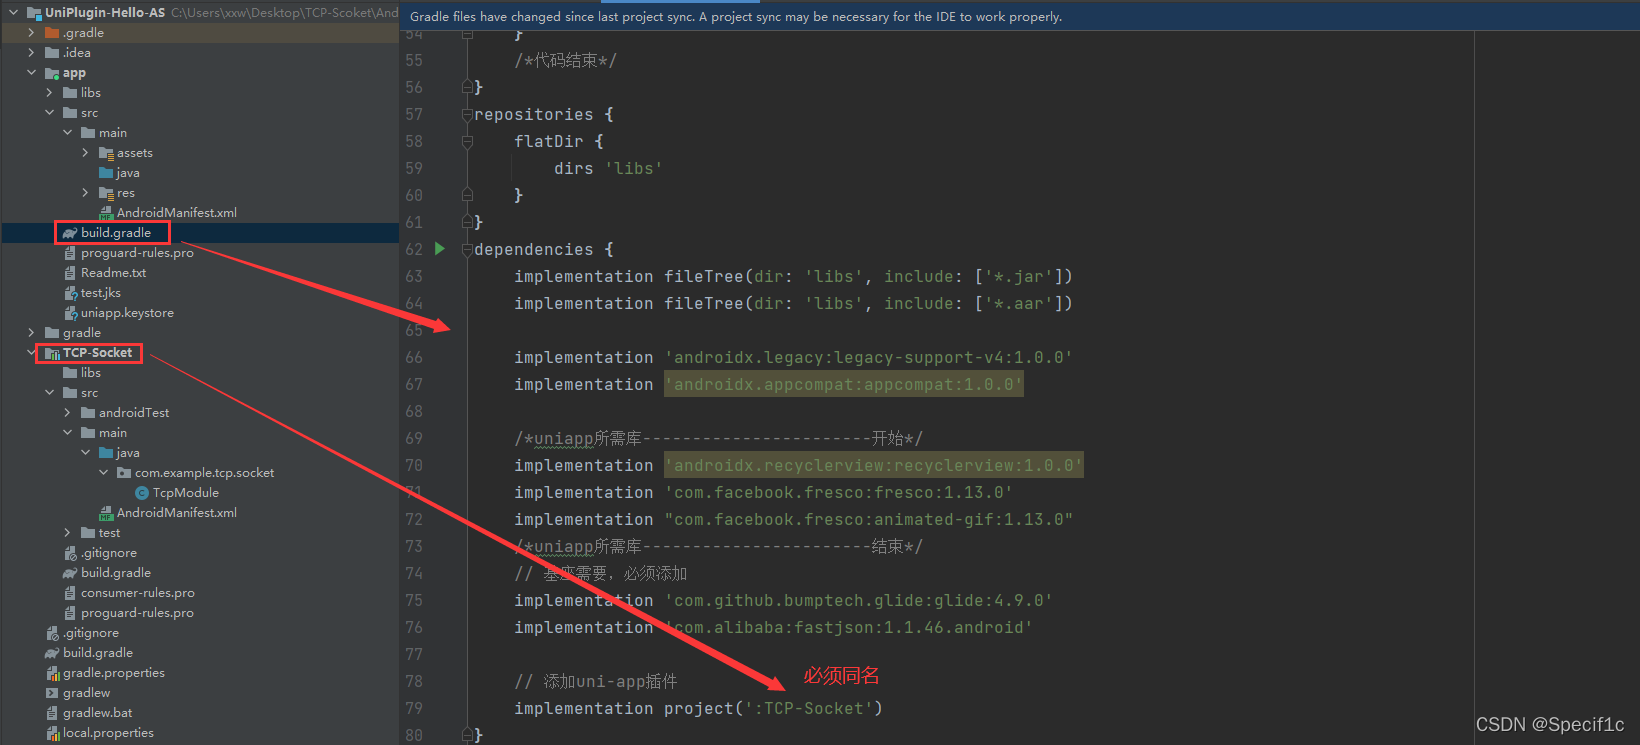 UniPlugin-Hello-AS C:\Users\xxw\Desktop\TCP-Scoket\And
.gradle
.idea
app
libs
src
main
assets
java
res
AndroidManifest.xml
build.gradle
proguard-rules.pro
Readme.txt
test.jks
uniapp.keystore
gradle
TCP-Socket
libs
src
androidTest
main
java
com.example.tcp.socket
TcpModule
AndroidManifest.xml
test
.gitignore
build.gradle
consumer-rules.pro
proguard-rules.pro
.gitignore
build.gradle
gradle.properties
gradlew
gradlew.bat
local.properties
Gradle files have changed since last project sync. A project sync may be necessary for the IDE to work properly.
54 }
55 /*代码结束*/
56 }
57 repositories {
58 flatDir {
59 dirs 'libs'
60 }
61 }
62 dependencies {
63 implementation fileTree(dir: 'libs', include: ['*.jar'])
64 implementation fileTree(dir: 'libs', include: ['*.aar'])
65
66 implementation 'androidx.legacy:legacy-support-v4:1.0.0'
67 implementation 'androidx.appcompat:appcompat:1.0.0'
68
69 /*uniapp所需库-----------------------开始*/
70 implementation 'androidx.recyclerview:recyclerview:1.0.0'
71 implementation 'com.facebook.fresco:fresco:1.13.0'
72 implementation "com.facebook.fresco:animated-gif:1.13.0"
73 /*uniapp所需库-----------------------结束*/
74 // 基座需要，必须添加
75 implementation 'com.github.bumptech.glide:glide:4.9.0'
76 implementation 'com.alibaba:fastjson:1.1.46.android'
77
78 // 添加uni-app插件
必须同名
79 implementation project(':TCP-Socket')
80 }
CSDN @Specif1c